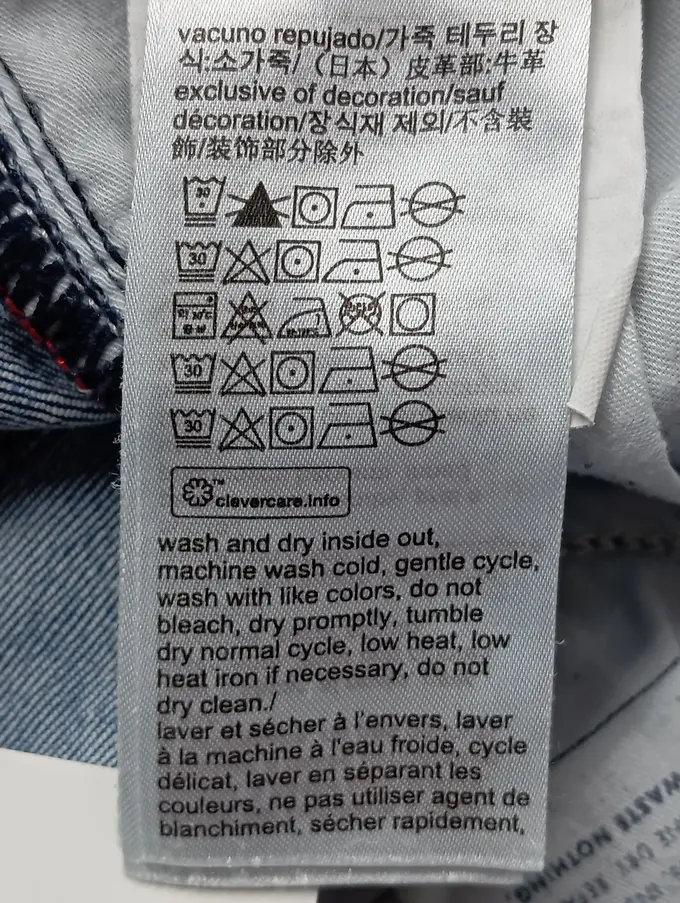 vacuno repujado/가죽 테두리 장
식:소가죽/（日本）皮革部:牛革
exclusive of decoration/sauf
décoration/장식재 제외/不含裝
飾/装饰部分除外
30
30
30
30
clevercare.info™
wash and dry inside out,
machine wash cold, gentle cycle,
wash with like colors, do not
bleach, dry promptly, tumble
dry normal cycle, low heat, low
heat iron if necessary, do not
dry clean./
laver et sécher à l'envers, laver
à la machine à l'eau froide, cycle
délicat, laver en séparant les
couleurs, ne pas utiliser agent de
blanchiment, sécher rapidement,
WASTE NOTHING.